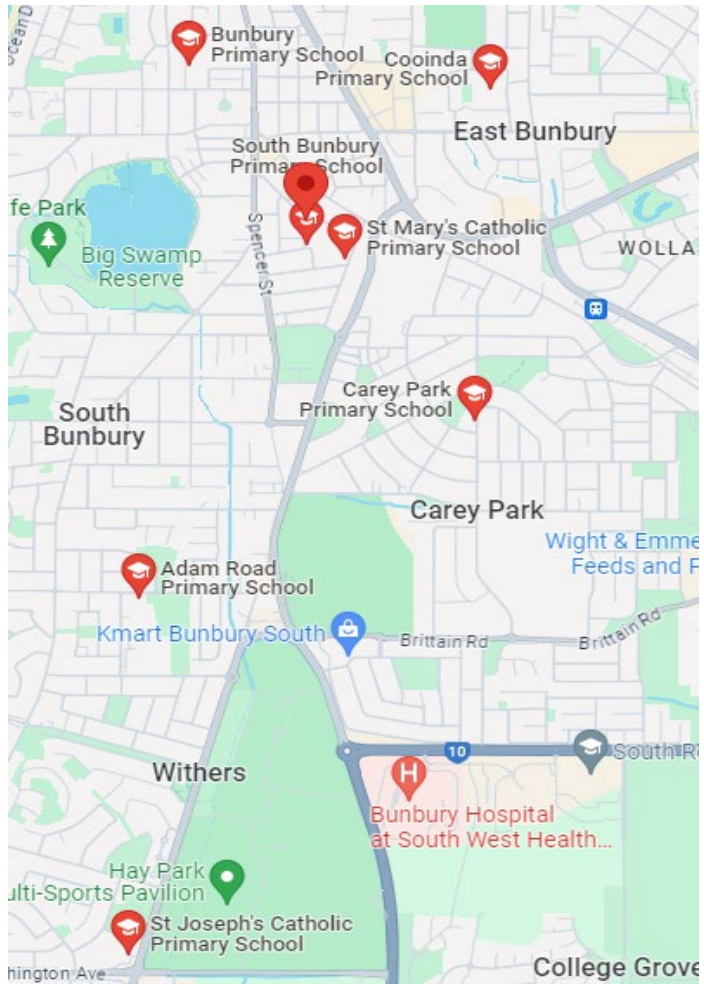 Ocean D
Bunbury
Primary School
Cooinda
Primary School
East Bunbury
South Bunbury
Primary School
fe Park
Spencer St
St Mary's Catholic
Primary School
WOLLA
Big Swamp
Reserve
Carey Park
Primary School
South
Bunbury
Carey Park
Wight & Emme
Feeds and P
Adam Road
Primary School
Kmart Bunbury South
Brittain Rd
Brittain Rd
10
South R
Withers
H
Bunbury Hospital
at South West Health...
Hay Park
ulti-Sports Pavilion
St Joseph's Catholic
Primary School
hington Ave
College Grove